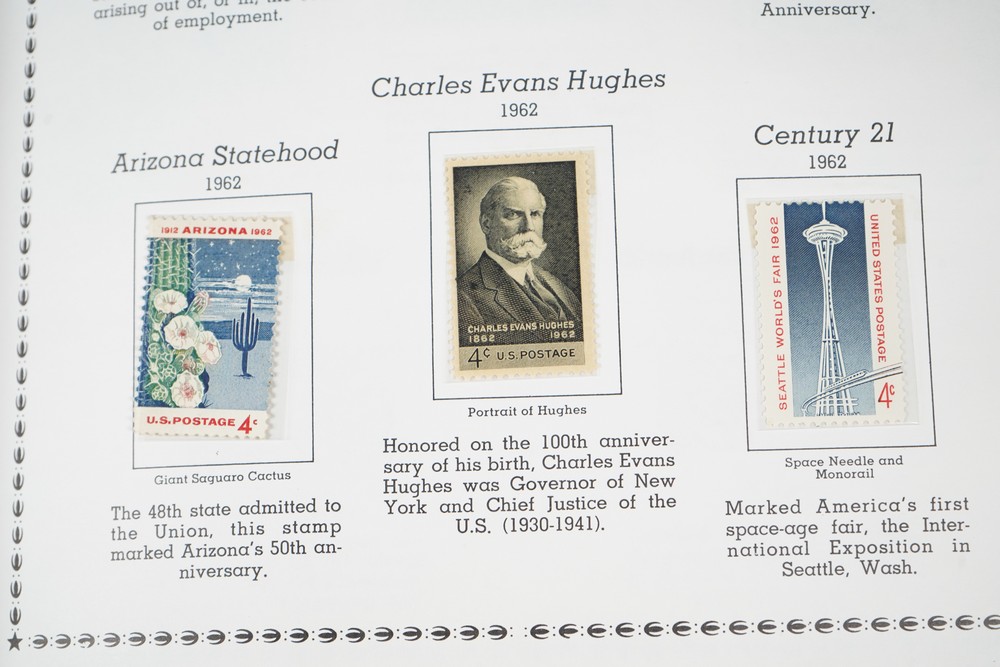 arising out of, or in, the
of employment.
Anniversary.
Arizona Statehood
1962
1912 ARIZONA 1962
U.S. POSTAGE 4c
Giant Saguaro Cactus
The 48th state admitted to
the Union, this stamp
marked Arizona's 50th an-
niversary.
Charles Evans Hughes
1962
CHARLES EVANS HUGHES
1862 1962
4c U.S. POSTAGE
Portrait of Hughes
Honored on the 100th anniver-
sary of his birth, Charles Evans
Hughes was Governor of New
York and Chief Justice of the
U.S. (1930-1941).
Century 21
1962
SEATTLE WORLD'S FAIR 1962
UNITED STATES POSTAGE
4c
Space Needle and
Monorail
Marked America's first
space-age fair, the Inter-
national Exposition in
Seattle, Wash.